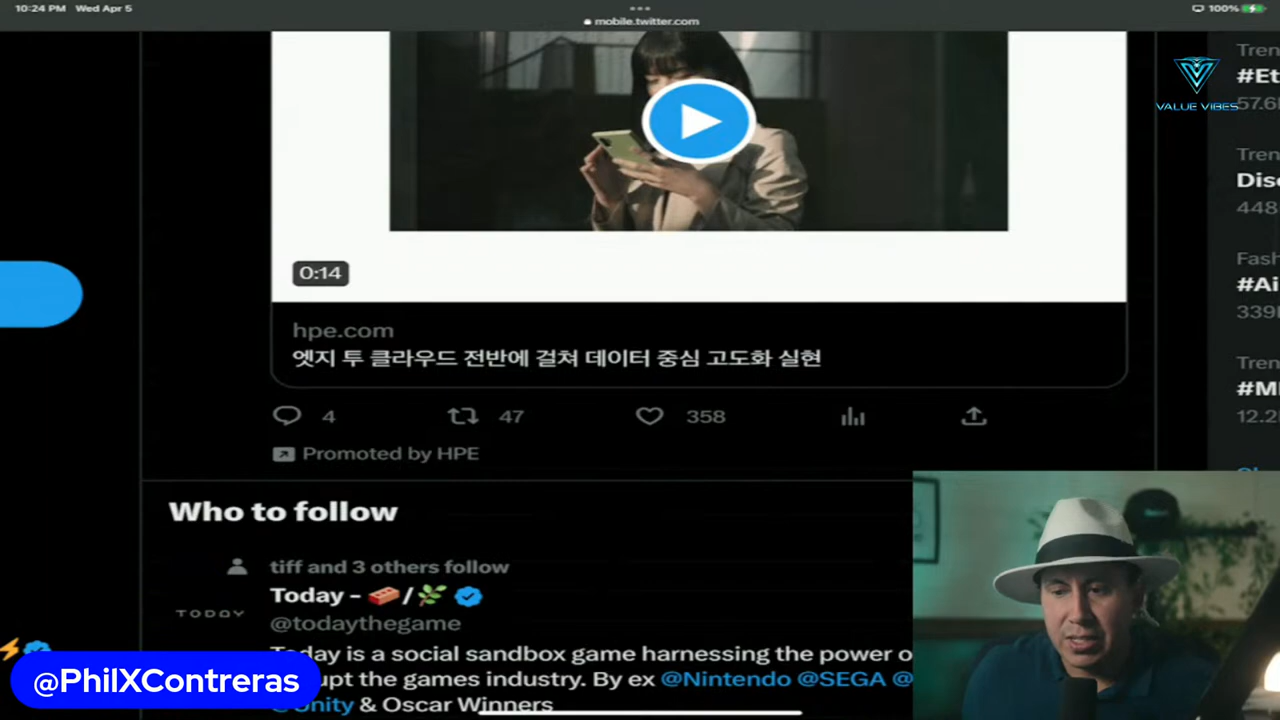 10:24 PM Wed Apr 5
mobile.twitter.com
100%
VALUE VIBES
Tren
#Et
57.6
Tren
Disc
448
Fash
#Ai
339
Tren
12.2
0:14
hpe.com
엣지 투 클라우드 전반에 걸쳐 데이터 중심 고도화 실현
4 47 358
Promoted by HPE
Who to follow
tiff and 3 others follow
Today -
TODAY
@todaythegame
Today is a social sandbox game harnessing the power o
upt the games industry. By ex @Nintendo @SEGA @
@Unity & Oscar Winners
@PhilXContreras